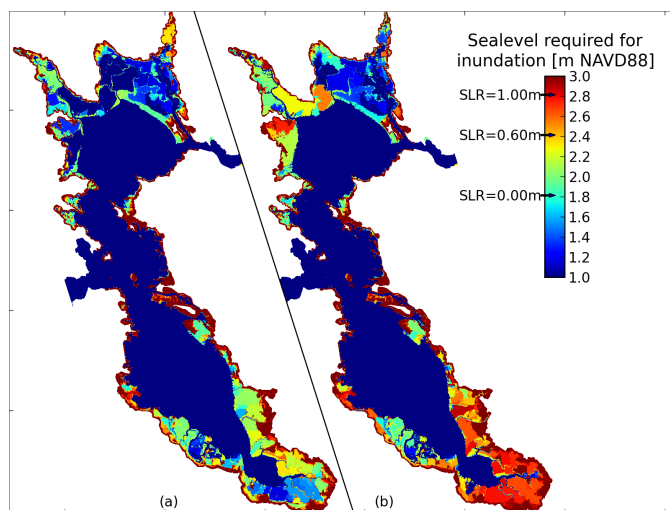 Sealevel required for
inundation [m NAVD88]
SLR=1.00m
SLR=0.60m
SLR=0.00m
3.0
2.8
2.6
2.4
2.2
2.0
1.8
1.6
1.4
1.2
1.0
(a)
(b)